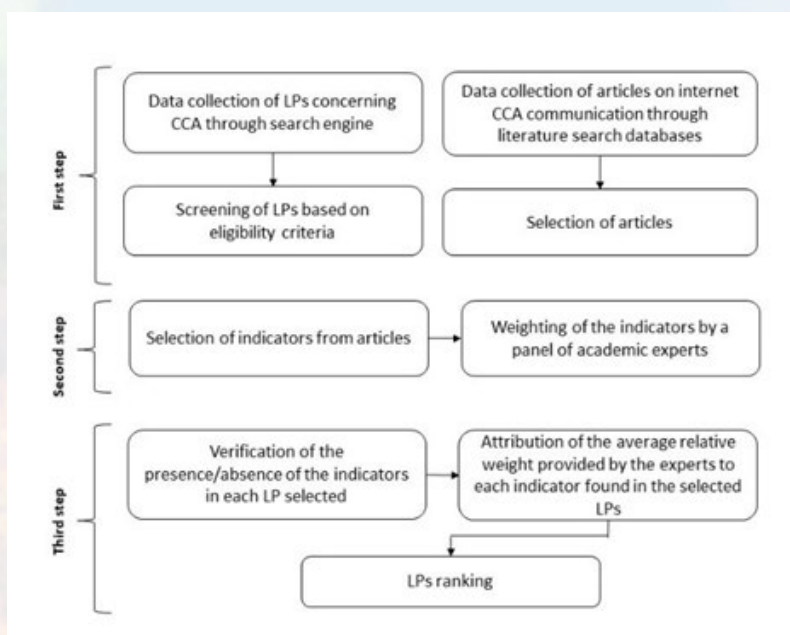 First step
Data collection of LPs concerning
CCA through search engine
Data collection of articles on internet
CCA communication through
literature search databases
Screening of LPs based on
eligibility criteria
Selection of articles
Second step
Selection of indicators from articles
Weighting of the indicators by a
panel of academic experts
Third step
Verification of the
presence/absence of the indicators
in each LP selected
Attribution of the average relative
weight provided by the experts to
each indicator found in the selected
LPs
LPs ranking